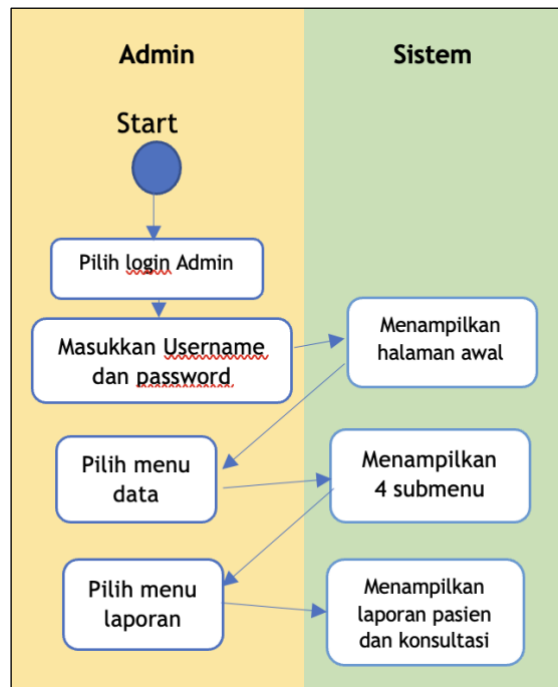 Admin
Sistem
Start
Pilih login Admin
Masukkan Username
dan password
Menampilkan
halaman awal
Pilih menu
data
Menampilkan
4 submenu
Pilih menu
laporan
Menampilkan
laporan pasien
dan konsultasi